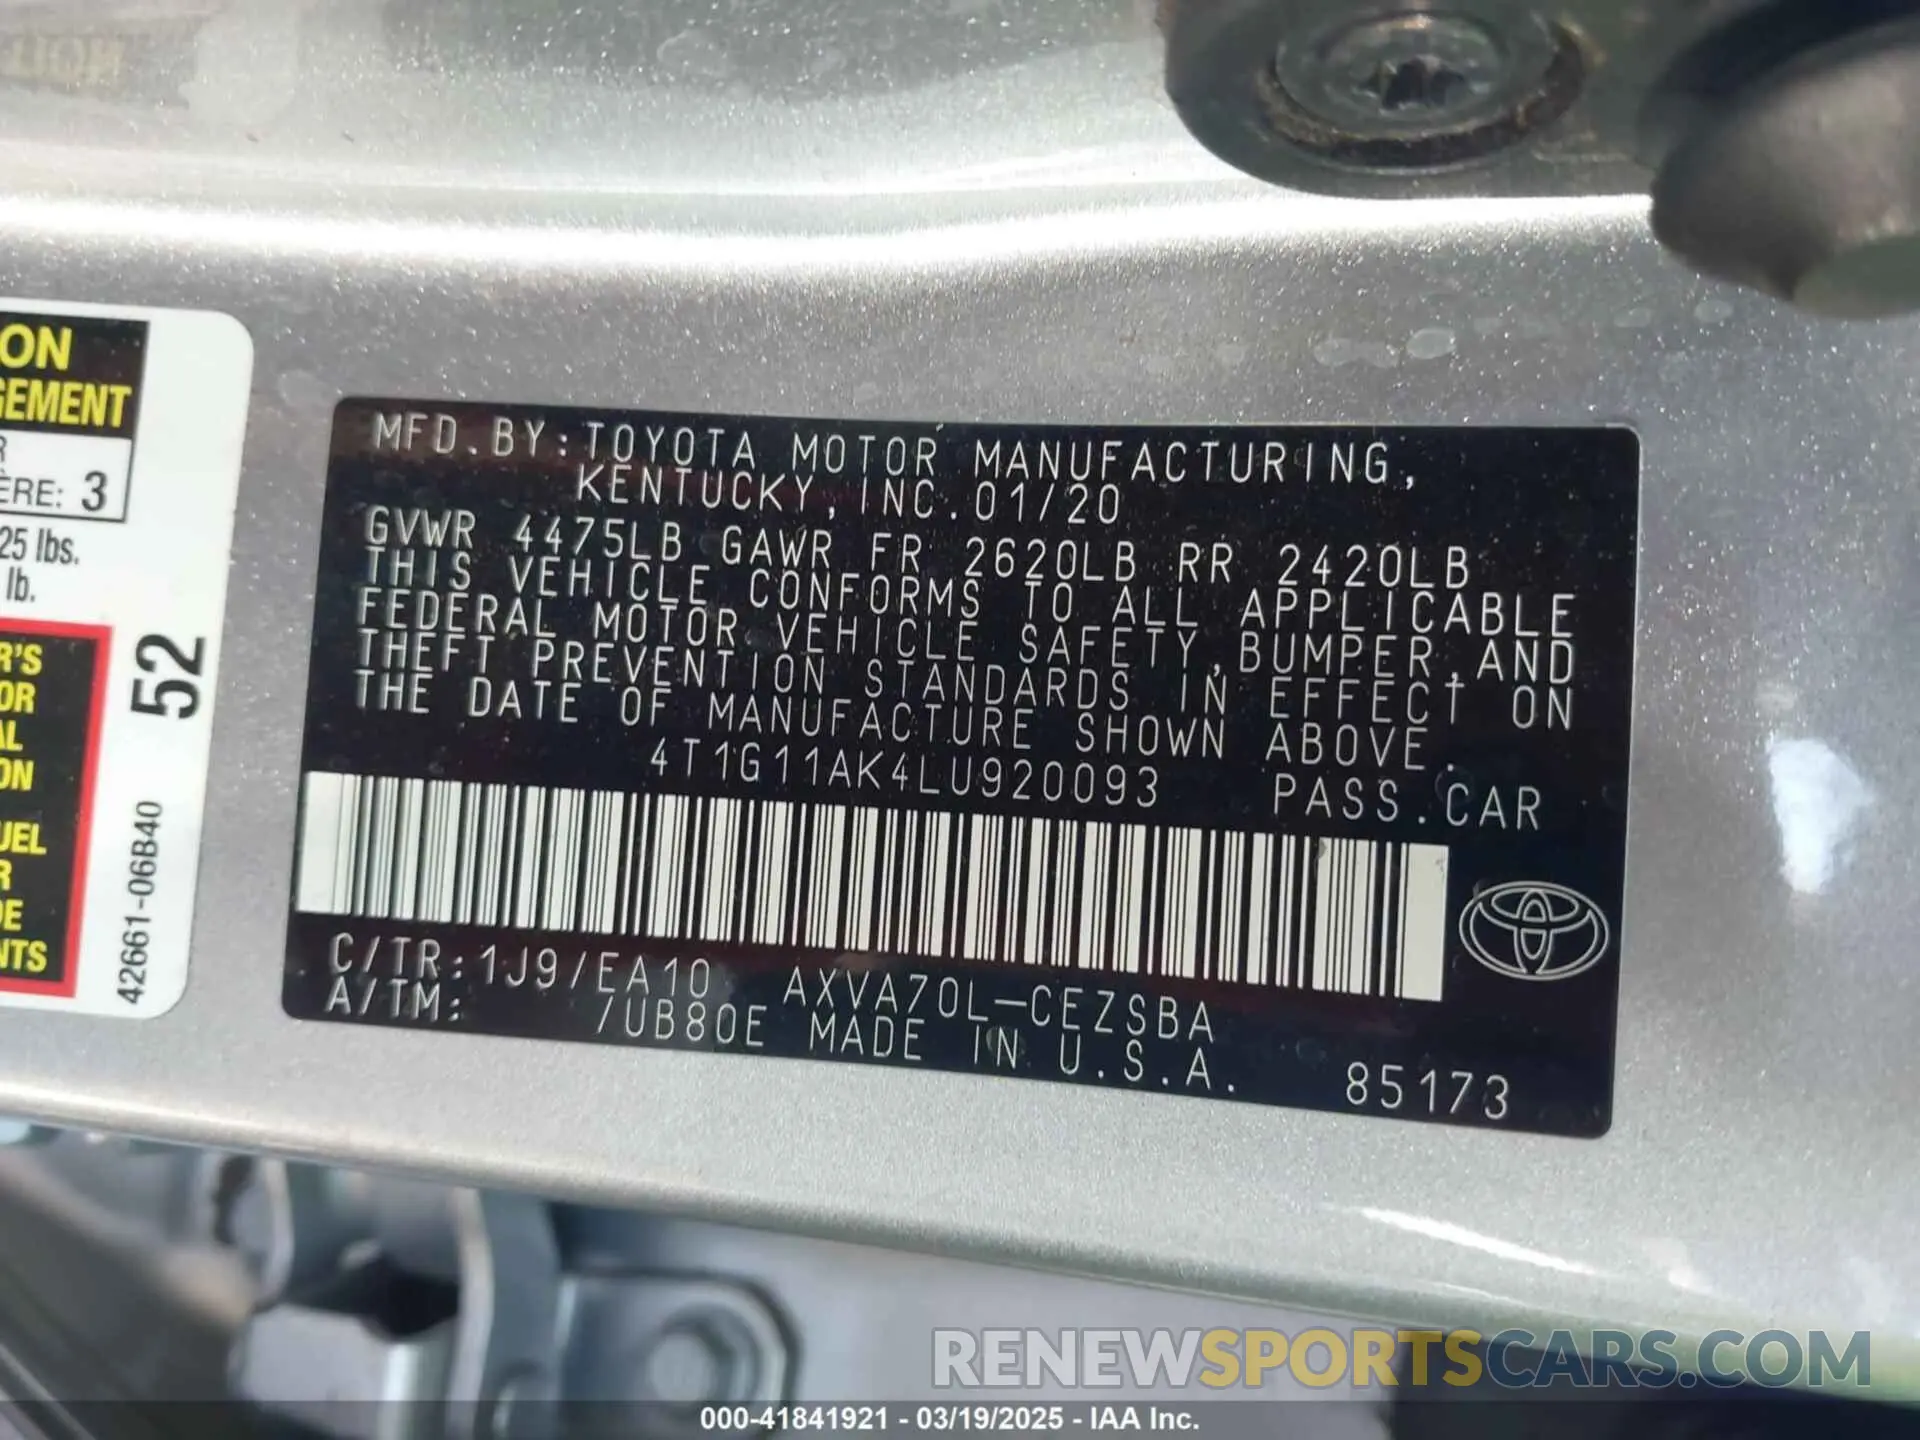 ON
GEMENT
R
ÈRE: 3
25 lbs.
lb.
R'S
OR
AL
ON
UEL
R
DE
NTS
52
42661-06B40
MFD.BY:TOYOTA MOTOR MANUFACTURING,
KENTUCKY,INC.01/20
GVWR 4475LB GAWR FR 2620LB RR 2420LB
THIS VEHICLE CONFORMS TO ALL APPLICABLE
FEDERAL MOTOR VEHICLE SAFETY,BUMPER,AND
THEFT PREVENTION STANDARDS IN EFFECT ON
THE DATE OF MANUFACTURE SHOWN ABOVE.
4T1G11AK4LU920093 PASS.CAR
C/TR:1J9/EA10 AXVA70L-CEZSBA
A/TM: /UB80E MADE IN U.S.A.
85173
RENEWSPORTSCARS.COM
000-41841921 - 03/19/2025 - IAA Inc.